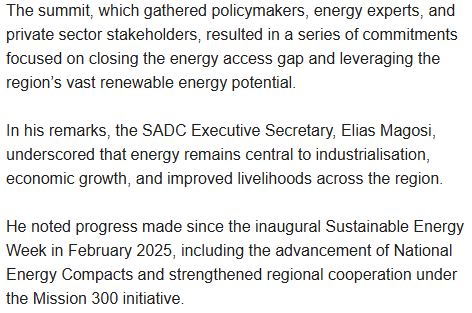 The summit, which gathered policymakers, energy experts, and
private sector stakeholders, resulted in a series of commitments
focused on closing the energy access gap and leveraging the
region’s vast renewable energy potential.
In his remarks, the SADC Executive Secretary, Elias Magosi,
underscored that energy remains central to industrialisation,
economic growth, and improved livelihoods across the region.
He noted progress made since the inaugural Sustainable Energy
Week in February 2025, including the advancement of National
Energy Compacts and strengthened regional cooperation under
the Mission 300 initiative.